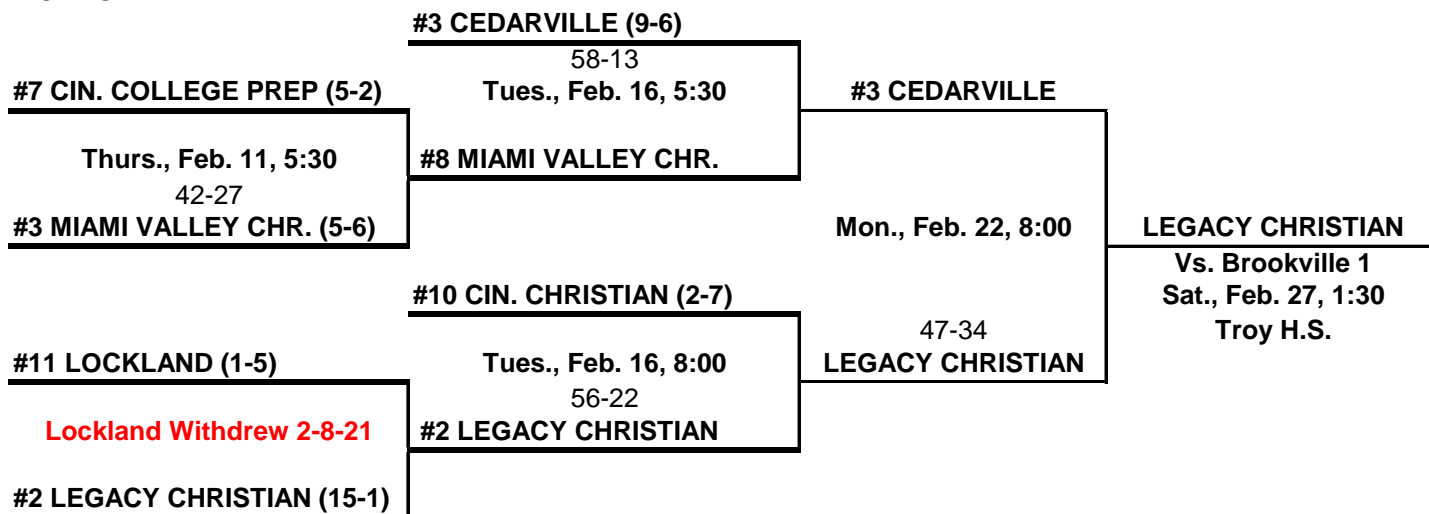 #3 CEDARVILLE (9-6)
58-13
#7 CIN. COLLEGE PREP (5-2)
Tues., Feb. 16, 5:30
#3 CEDARVILLE
Thurs., Feb. 11, 5:30
#8 MIAMI VALLEY CHR.
42-27
#3 MIAMI VALLEY CHR. (5-6)
Mon., Feb. 22, 8:00
LEGACY CHRISTIAN
Vs. Brookville 1
#10 CIN. CHRISTIAN (2-7)
Sat., Feb. 27, 1:30
47-34
Troy H.S.
#11 LOCKLAND (1-5)
Tues., Feb. 16, 8:00
LEGACY CHRISTIAN
56-22
Lockland Withdrew 2-8-21
#2 LEGACY CHRISTIAN
#2 LEGACY CHRISTIAN (15-1)